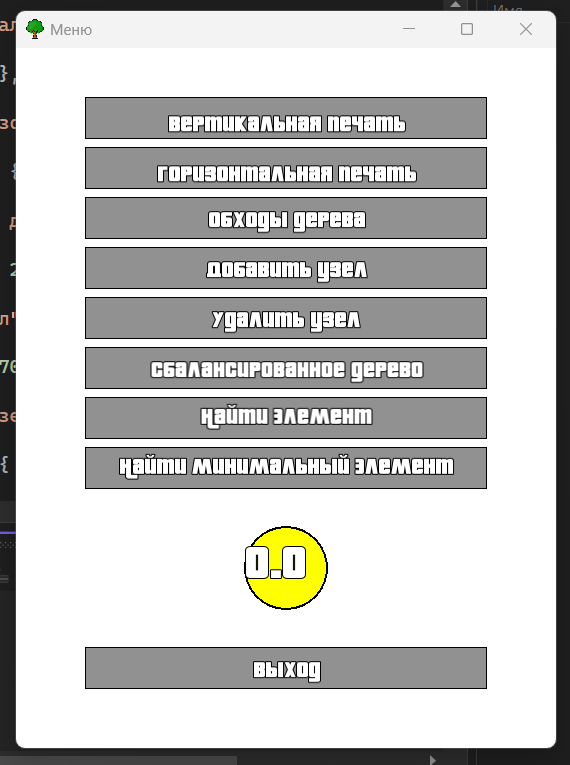 Имя
Меню
Вертикальная печать
Горизонтальная печать
Обходы дерева
Добавить узел
Удалить узел
Сбалансированное дерево
Найти элемент
Найти минимальный элемент
0.0
Выход